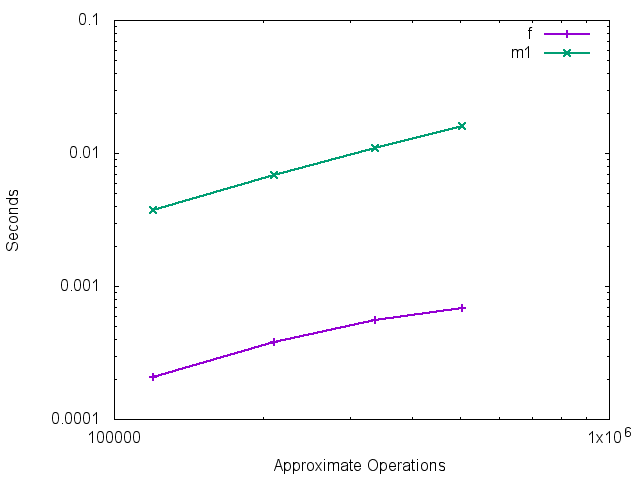 0.1
f
m1
0.01
Seconds
0.001
0.0001
100000
1x10^6
Approximate Operations